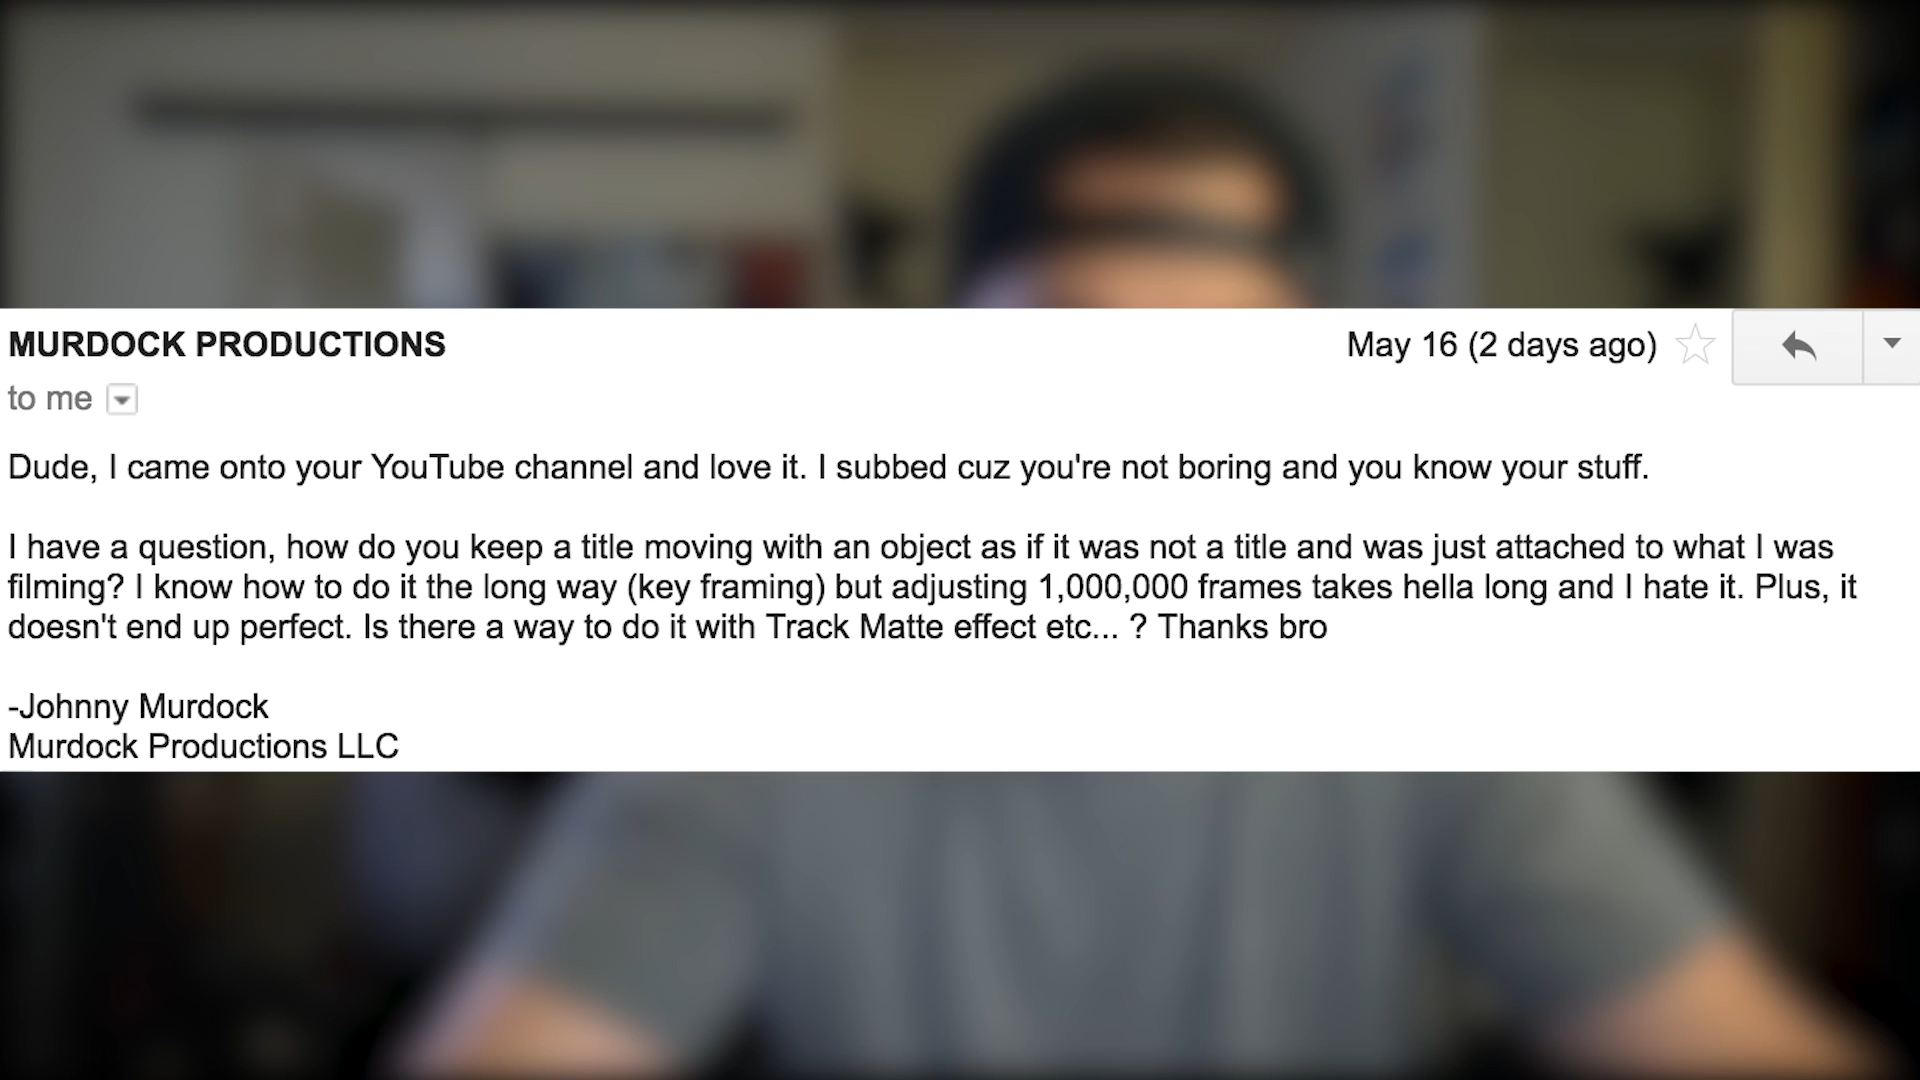 MURDOCK PRODUCTIONS
May 16 (2 days ago)
to me
Dude, I came onto your YouTube channel and love it. I subbed cuz you're not boring and you know your stuff.
I have a question, how do you keep a title moving with an object as if it was not a title and was just attached to what I was
filming? I know how to do it the long way (key framing) but adjusting 1,000,000 frames takes hella long and I hate it. Plus, it
doesn't end up perfect. Is there a way to do it with Track Matte effect etc... ? Thanks bro
-Johnny Murdock
Murdock Productions LLC